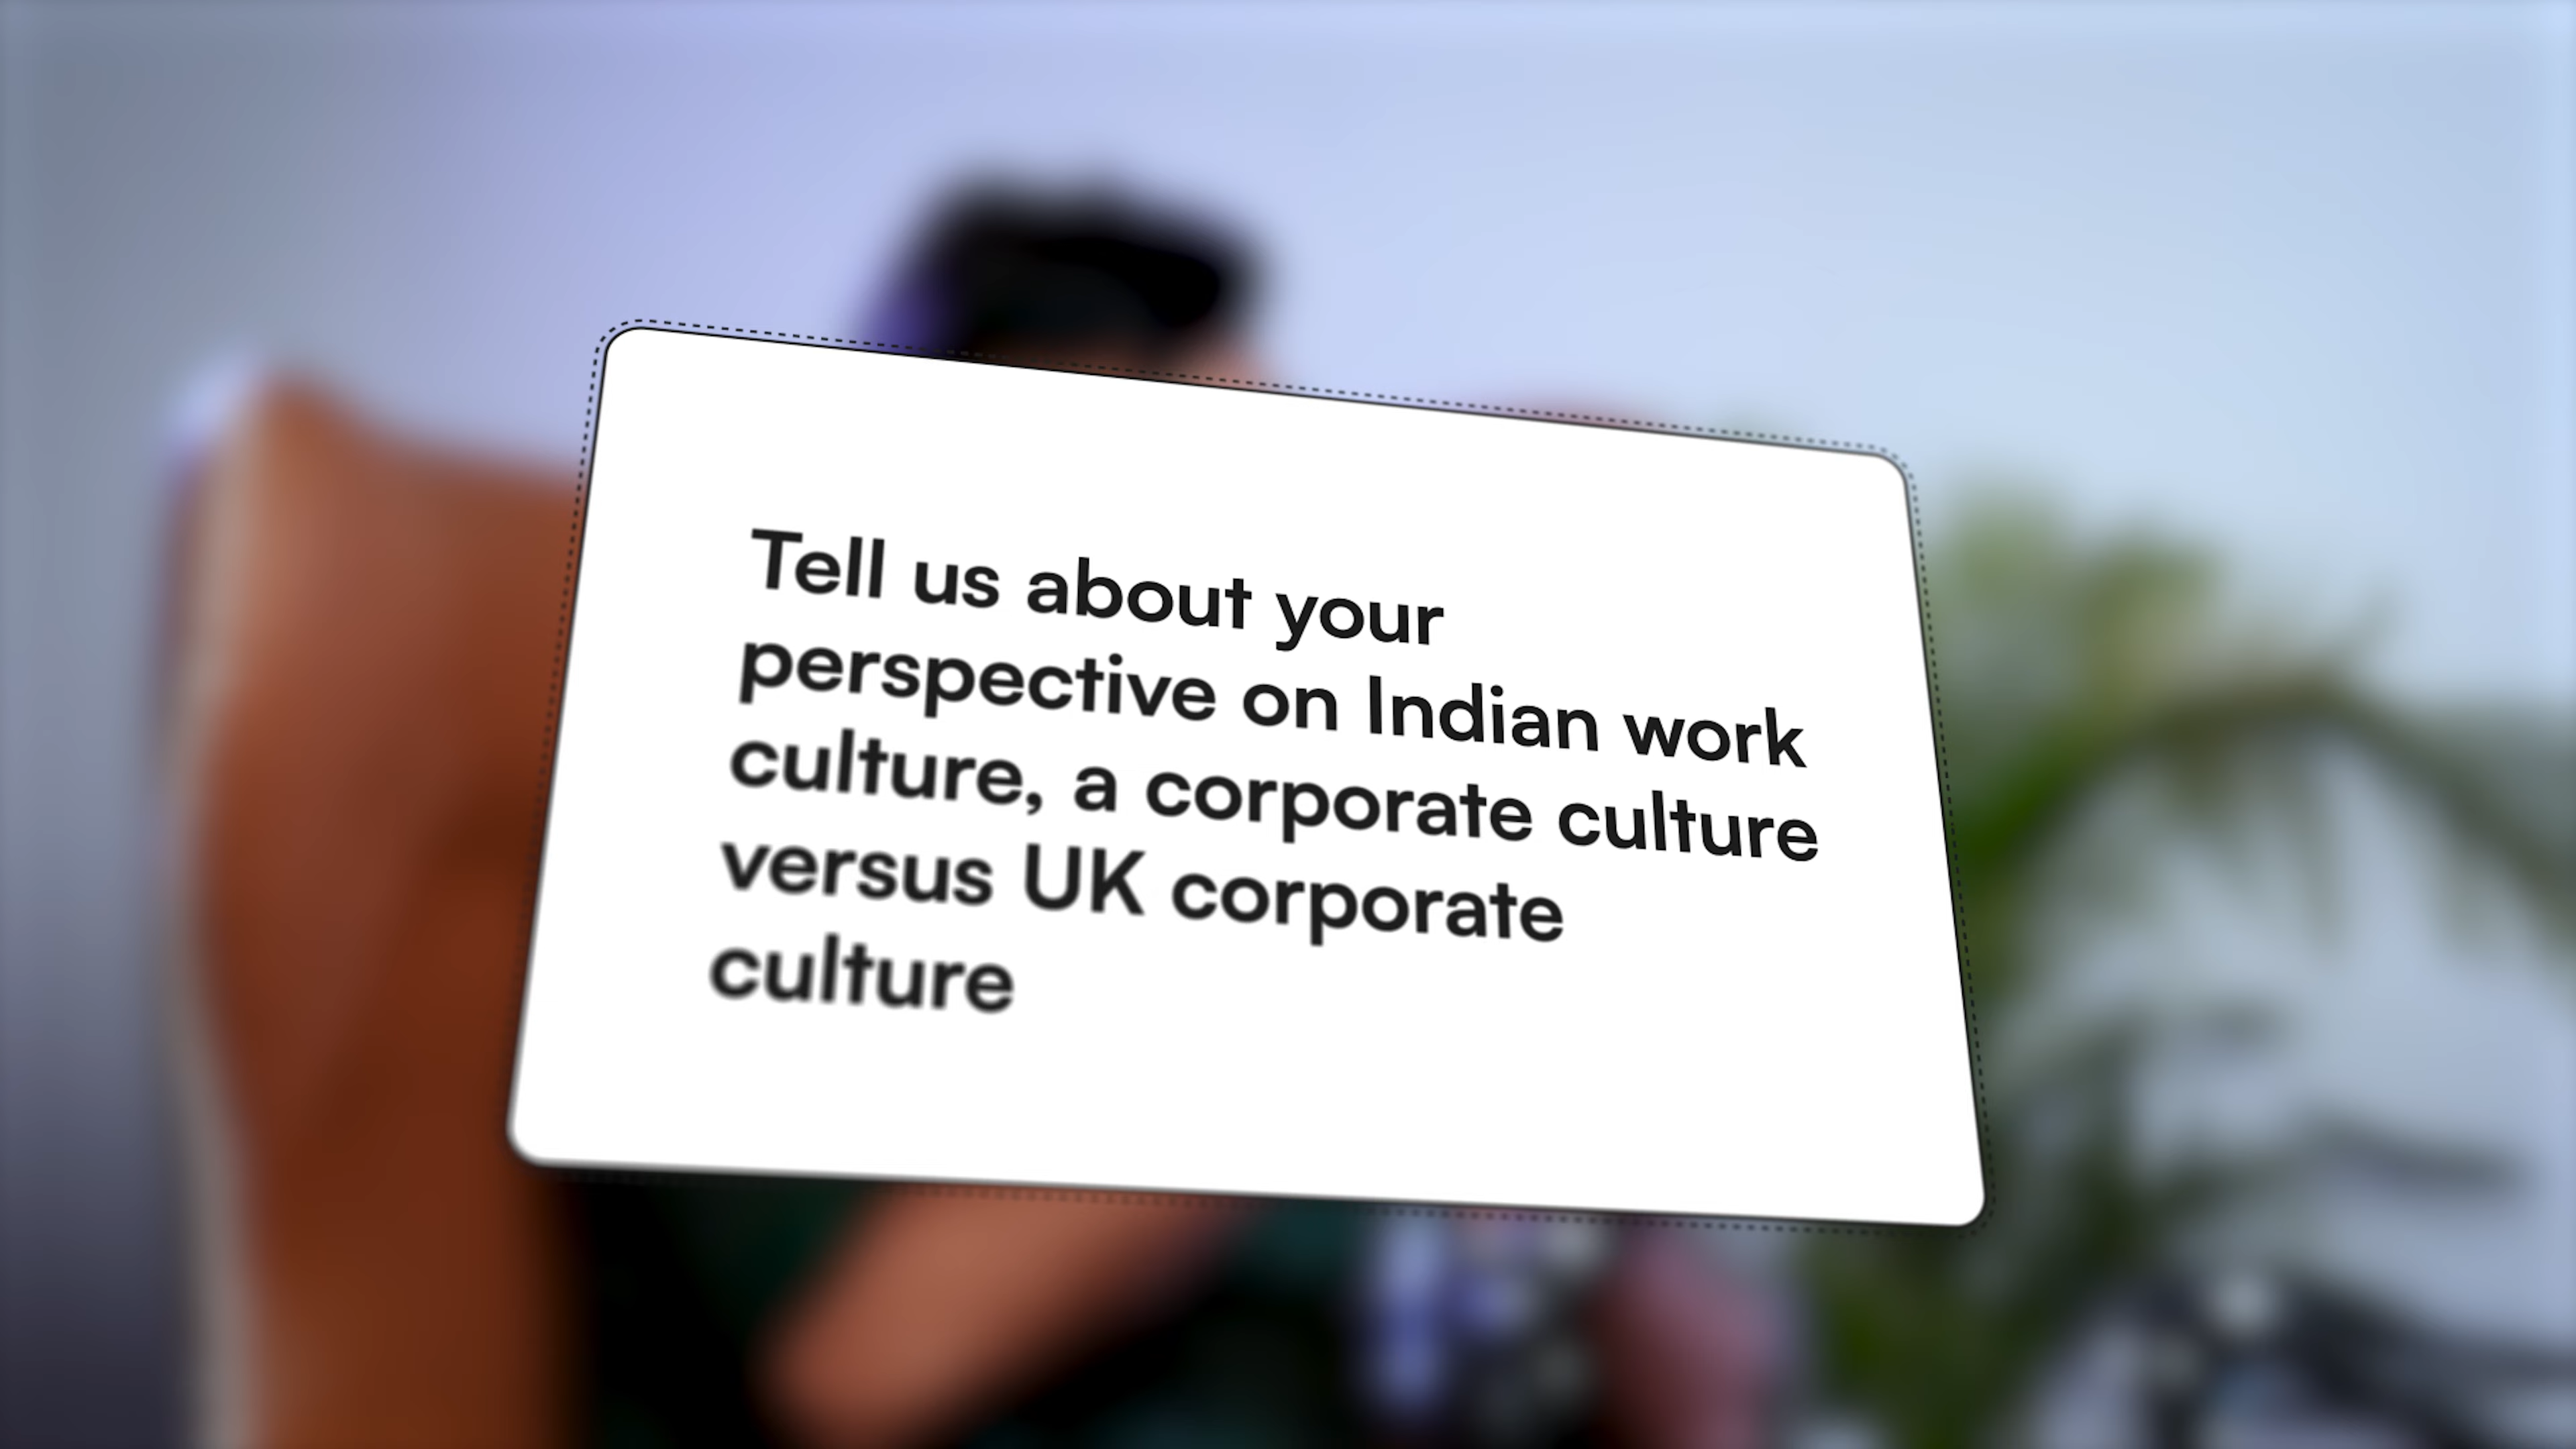 Tell us about your
perspective on Indian work
culture, a corporate culture
versus UK corporate
culture